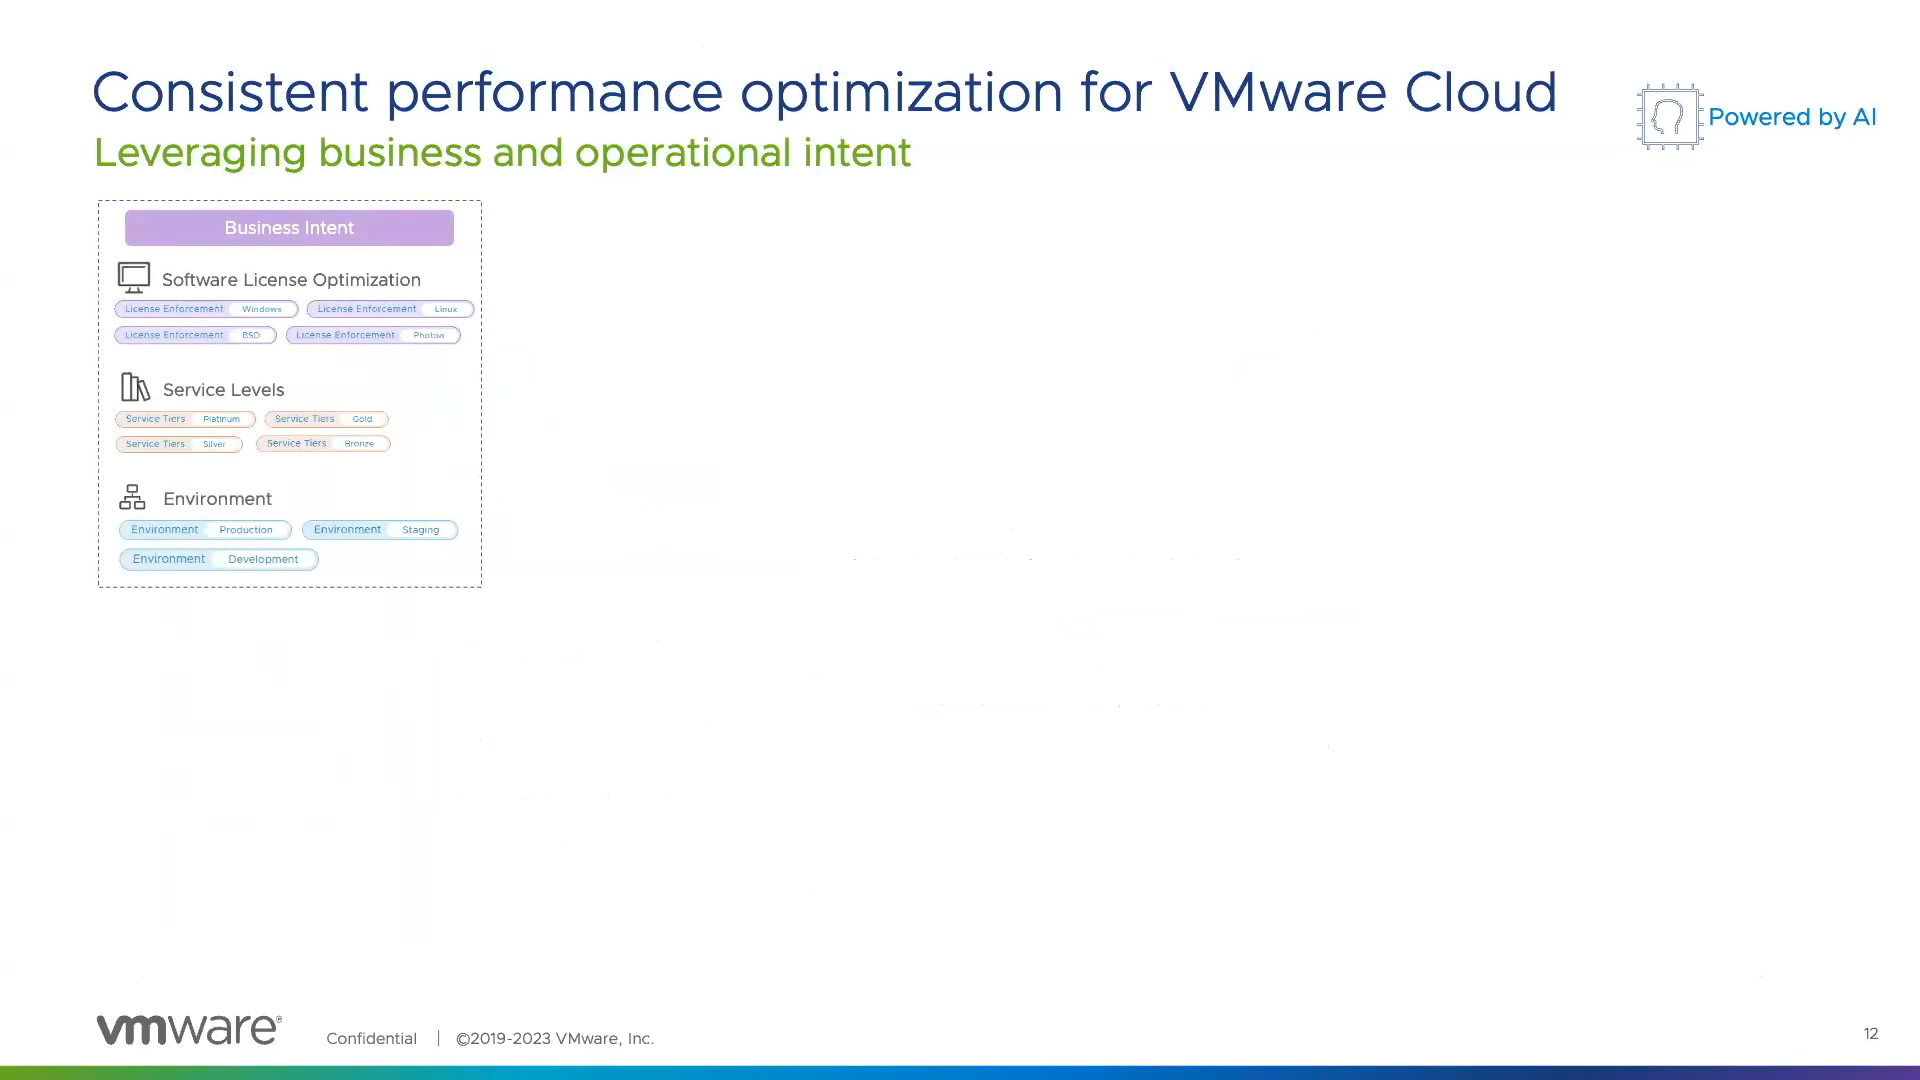 Consistent performance optimization for VMware Cloud
Powered by AI
Leveraging business and operational intent
Business Intent
Software License Optimization
License Enforcement Windows License Enforcement Linux
License Enforcement BSD License Enforcement Photon
Service Levels
Service Tiers Platinum Service Tiers Gold
Service Tiers Silver Service Tiers Bronze
Environment
Environment Production Environment Staging
Environment Development
vmware®
Confidential | ©2019-2023 VMware, Inc.
12